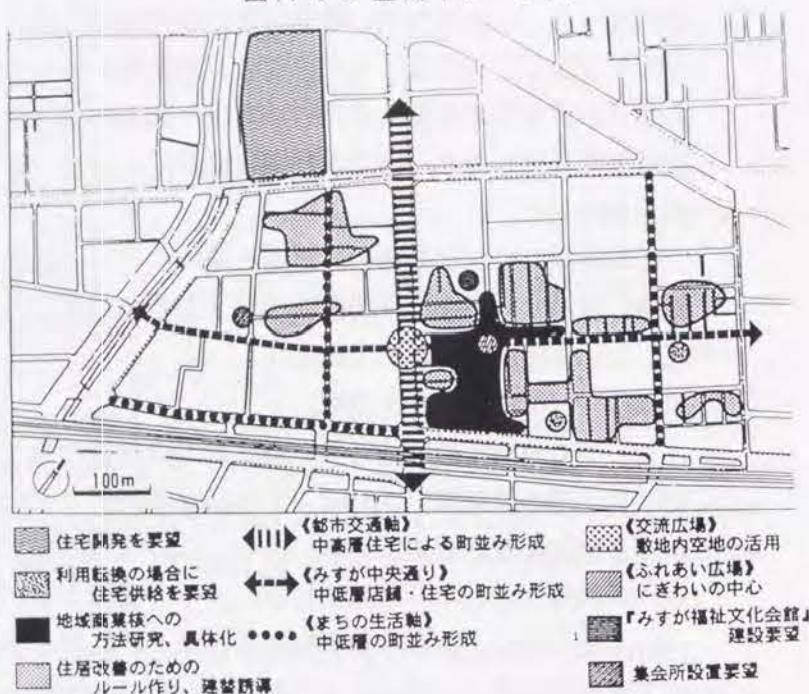 100m
住宅開発を要望
利用転換の場合に
住宅供給を要望
地域商業核への
方法研究、具体化
住居改善のための
ルール作り、建替誘導
《都市交通軸》
中高層住宅による町並み形成
《みすが中央通り》
中低層店舗・住宅の町並み形成
《まちの生活軸》
中低層の町並み形成
《交流広場》
敷地内空地の活用
《ふれあい広場》
にぎわいの中心
『みすが福祉文化会館』
建設要望
集会所設置要望